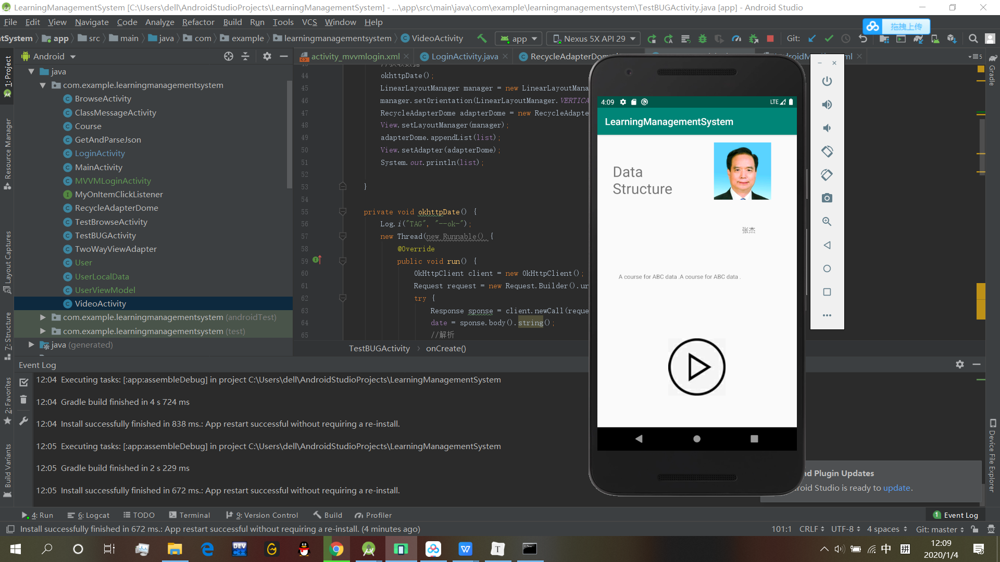 LearningManagementSystem [C:\Users\dell\AndroidStudioProjects\LearningManagementSystem] - ...\app\src\main\java\com\example\learningmanagementsystem\TestBUGActivity.java [app] - Android Studio
File Edit View Navigate Code Analyze Refactor Build Run Tools VCS Window Help
拖拽上传
tSystem app src main java com example learningmanagementsystem VideoActivity
app Nexus 5X API 29 Git:
Android
activity_mvvmlogin.xml LoginActivity.java RecycleAdapterDom
5
1: Project
Resource Manager
Layout Captures
7: Structure
2: Favorites
Build Variants
Gradle
Device File Explorer
java
com.example.learningmanagementsystem
BrowseActivity
ClassMessageActivity
Course
GetAndParseJson
LoginActivity
MainActivity
MVVMLoginActivity
MyOnItemClickListener
RecycleAdapterDome
TestBrowseActivity
TestBUGActivity
TwoWayViewAdapter
User
UserLocalData
UserViewModel
VideoActivity
com.example.learningmanagementsystem (androidTest)
com.example.learningmanagementsystem (test)
java (generated)
44 okhttpDate();
45 LinearLayoutManager manager = new LinearLayoutMana
46 manager.setOrientation(LinearLayoutManager.VERTICA
47 RecycleAdapterDome adapterDome = new RecycleAdapte
48 View.setLayoutManager(manager);
49 adapterDome.appendList(list);
50 View.setAdapter(adapterDome);
51 System.out.println(list);
52
53 }
54
55 private void okhttpDate() {
56 Log.i("TAG", "--ok-");
57 new Thread(new Runnable() {
58 @Override
59 public void run() {
60 OkHttpClient client = new OkHttpClient();
61 Request request = new Request.Builder().ur
62 try {
63 Response sponse = client.newCall(reque
64 date = sponse.body().string();
65 //解析
TestBUGActivity onCreate()
4:09 LTE
LearningManagementSystem
Data
Structure
张杰
A course for ABC data .A course for ABC data .
Event Log
12:04 Executing tasks: [:app:assembleDebug] in project C:\Users\dell\AndroidStudioProjects\LearningManagementSystem
12:04 Gradle build finished in 4 s 724 ms
12:04 Install successfully finished in 838 ms.: App restart successful without requiring a re-install.
12:05 Executing tasks: [:app:assembleDebug] in project C:\Users\dell\AndroidStudioProjects\LearningManagementSystem
12:05 Gradle build finished in 2 s 229 ms
12:05 Install successfully finished in 672 ms.: App restart successful without requiring a re-install.
nd Plugin Updates
roid Studio is ready to update.
4: Run 6: Logcat TODO Terminal 9: Version Control Build Profiler 1 Event Log
Install successfully finished in 672 ms.: App restart successful without requiring a re-install. (4 minutes ago)
101:1 CRLF UTF-8 4 spaces Git: master
DEV C++
T
中 拼
12:09
2020/1/4